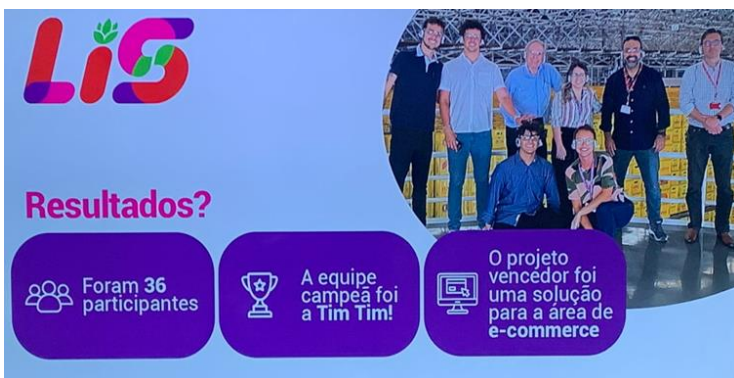 LiS
Resultados?
Foram 36
participantes
A equipe
campeã foi
a Tim Tim!
O projeto
vencedor foi
uma solução
para a área de
e-commerce